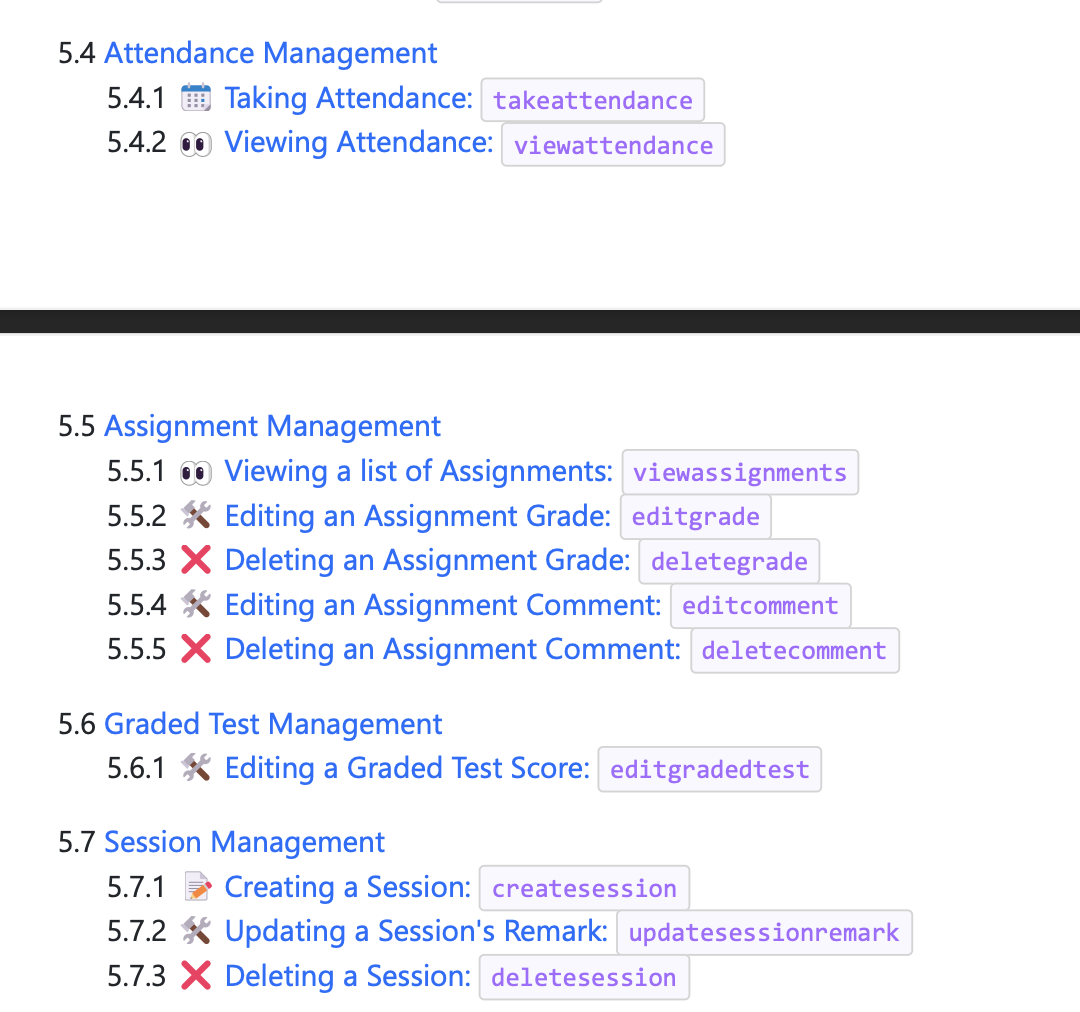 5.4 Attendance Management
5.4.1 📅 Taking Attendance: takeattendance
5.4.2 👀 Viewing Attendance: viewattendance
5.5 Assignment Management
5.5.1 👀 Viewing a list of Assignments: viewassignments
5.5.2 🛠️ Editing an Assignment Grade: editgrade
5.5.3 ❌ Deleting an Assignment Grade: deletegrade
5.5.4 🛠️ Editing an Assignment Comment: editcomment
5.5.5 ❌ Deleting an Assignment Comment: deletecomment
5.6 Graded Test Management
5.6.1 🛠️ Editing a Graded Test Score: editgradedtest
5.7 Session Management
5.7.1 📝 Creating a Session: createsession
5.7.2 🛠️ Updating a Session's Remark: updatesessionremark
5.7.3 ❌ Deleting a Session: deletesession